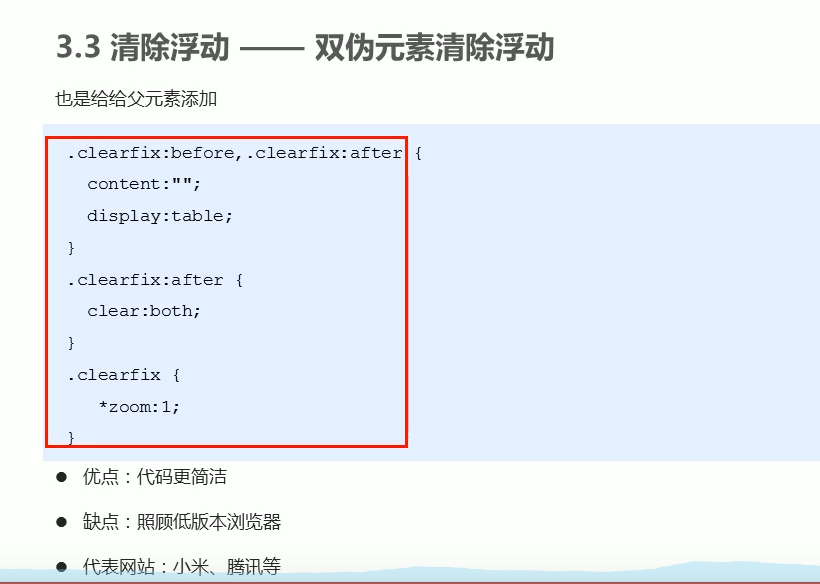 3.3 清除浮动 —— 双伪元素清除浮动
也是给给父元素添加
.clearfix:before,.clearfix:after {
content:"";
display:table;
}
.clearfix:after {
clear:both;
}
.clearfix {
*zoom:1;
}
● 优点：代码更简洁
● 缺点：照顾低版本浏览器
● 代表网站：小米、腾讯等